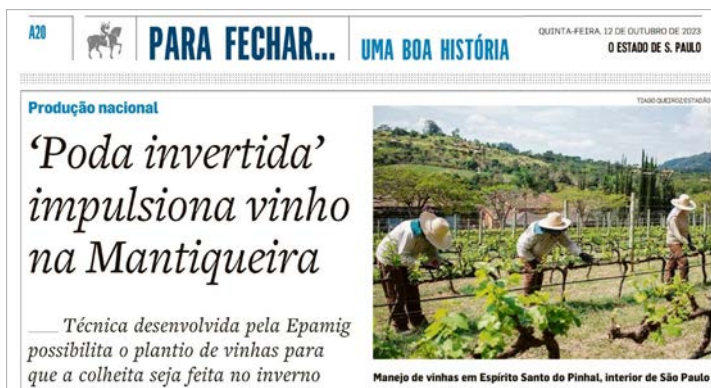 A20
PARA FECHAR...
UMA BOA HISTÓRIA
QUINTA-FEIRA, 12 DE OUTUBRO DE 2023
O ESTADO DE S. PAULO
Produção nacional
TIAGO QUEIROZ/ESTADÃO
‘Poda invertida’
impulsiona vinho
na Mantiqueira
Técnica desenvolvida pela Epamig
possibilita o plantio de vinhas para
que a colheita seja feita no inverno
Manejo de vinhas em Espírito Santo do Pinhal, interior de São Paulo